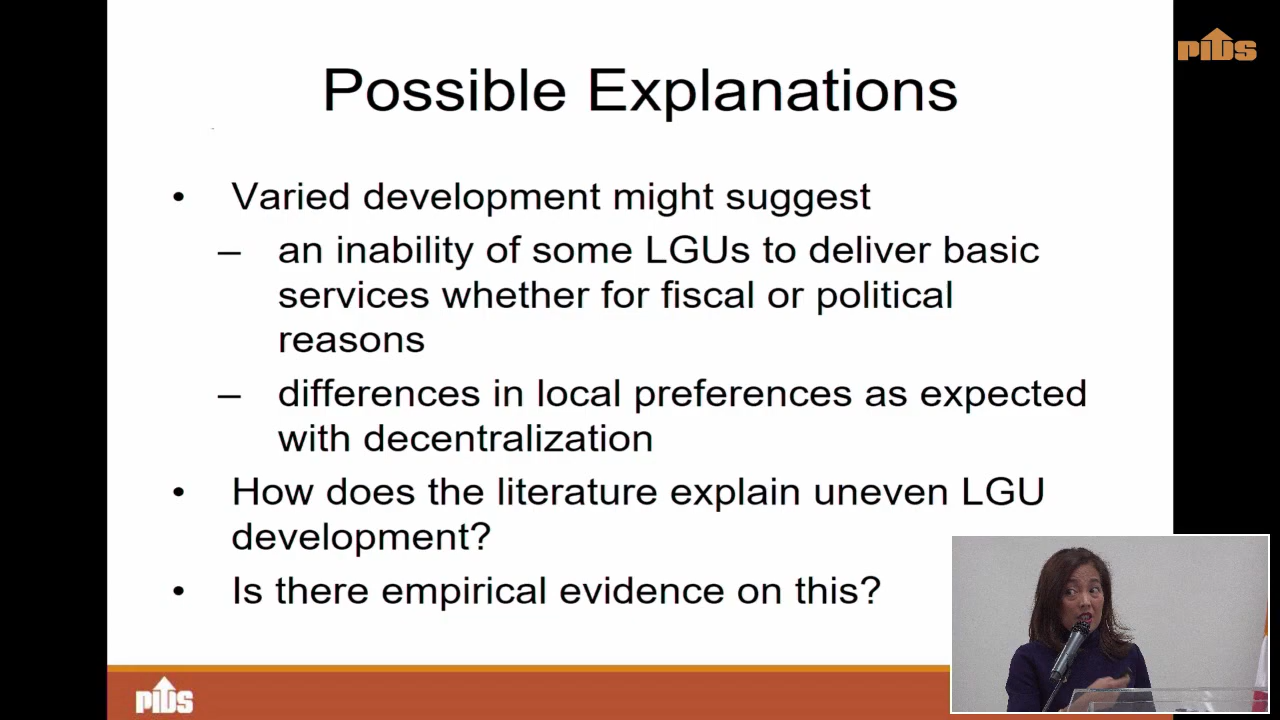 PIDS
Possible Explanations
• Varied development might suggest
– an inability of some LGUs to deliver basic
services whether for fiscal or political
reasons
– differences in local preferences as expected
with decentralization
• How does the literature explain uneven LGU
development?
• Is there empirical evidence on this?
PIDS